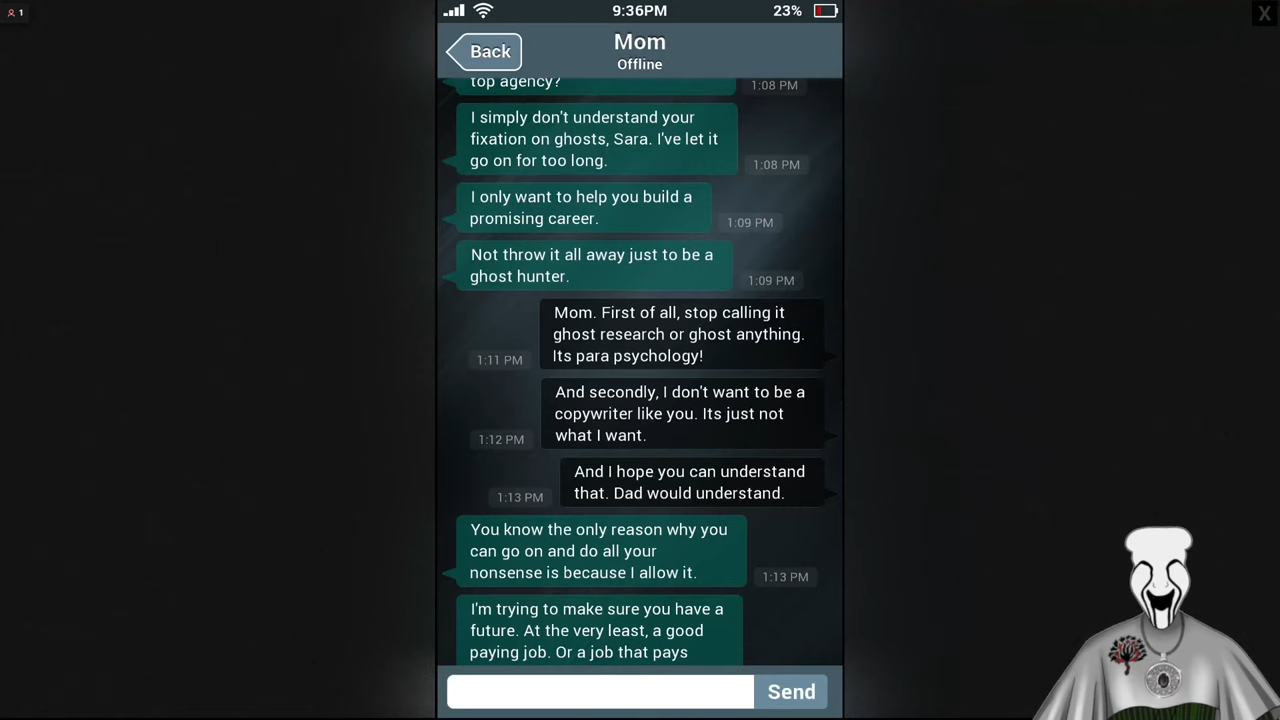 1
9:36PM
23%
X
Back
Mom
Offline
top agency?
1:08 PM
I simply don't understand your
fixation on ghosts, Sara. I've let it
go on for too long.
1:08 PM
I only want to help you build a
promising career.
1:09 PM
Not throw it all away just to be a
ghost hunter.
1:09 PM
Mom. First of all, stop calling it
ghost research or ghost anything.
Its para psychology!
1:11 PM
And secondly, I don't want to be a
copywriter like you. Its just not
what I want.
1:12 PM
And I hope you can understand
that. Dad would understand.
1:13 PM
You know the only reason why you
can go on and do all your
nonsense is because I allow it.
1:13 PM
I'm trying to make sure you have a
future. At the very least, a good
paying job. Or a job that pays
Send